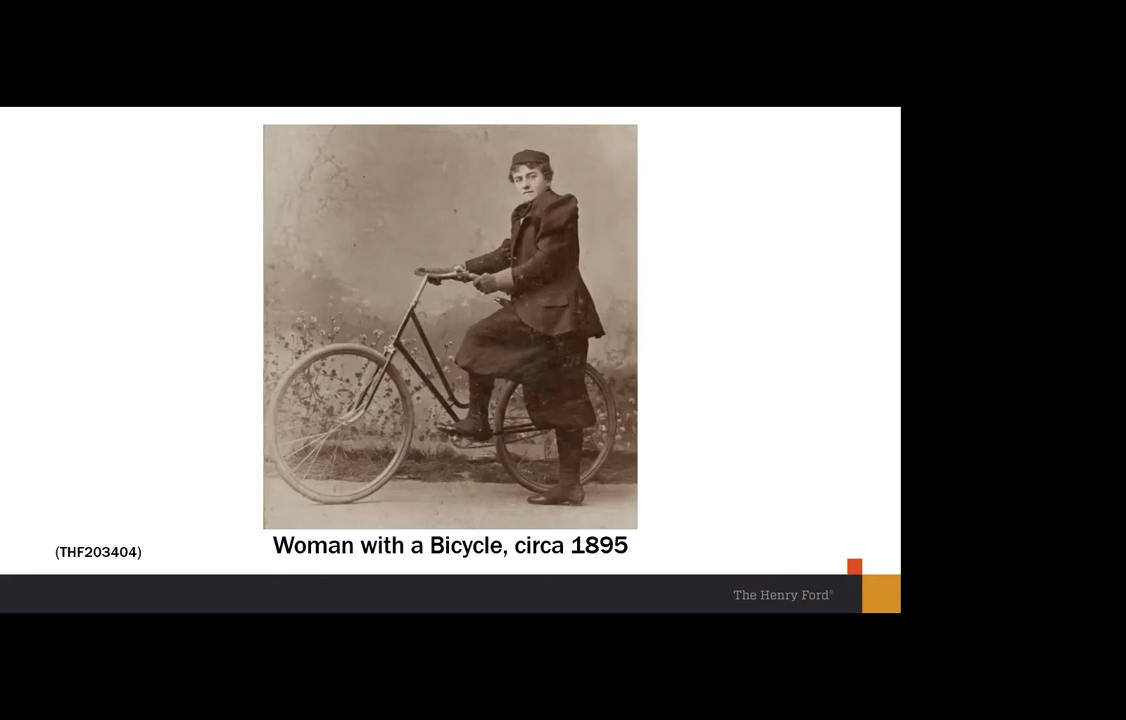 Woman with a Bicycle, circa 1895
(THF203404)
The Henry Ford®